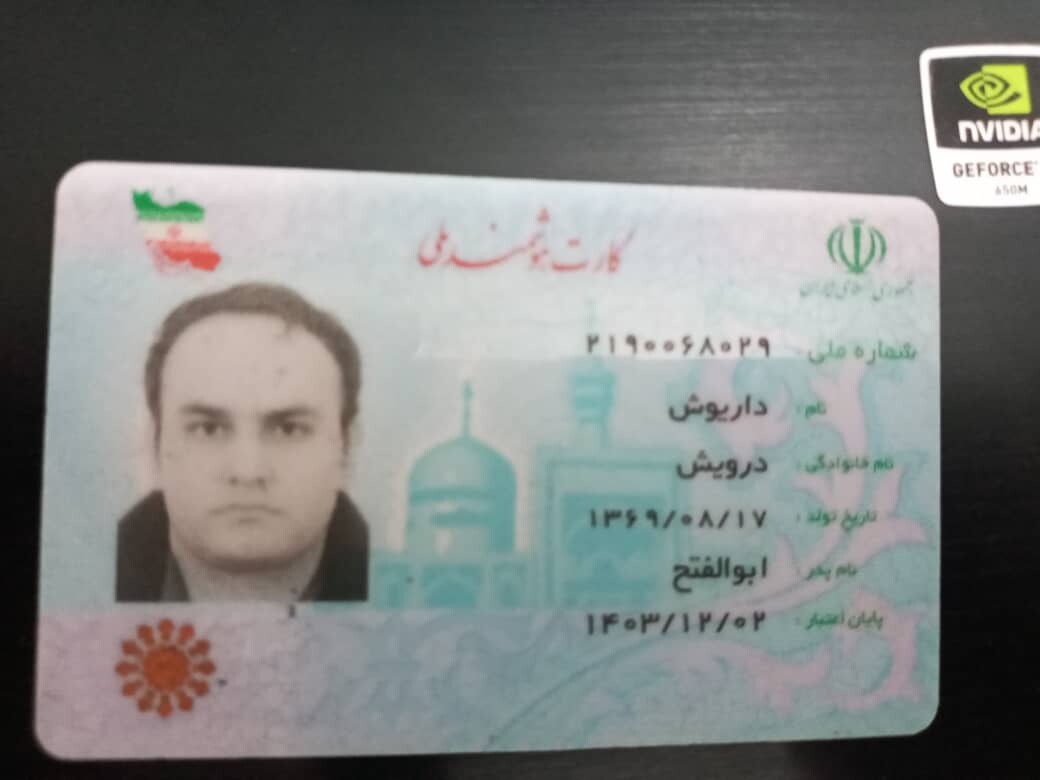 کارت هوشمند ملی
جمهوری اسلامی ایران
شماره ملی: ۲۱۹۰۰۶۸۰۲۹
نام: داریوش
نام خانوادگی: درویش
تاریخ تولد: ۱۳۶۹/۰۸/۱۷
نام پدر: ابوالفتح
پایان اعتبار: ۱۴۰۳/۱۲/۰۲
NVIDIA
GEFORCE
650M